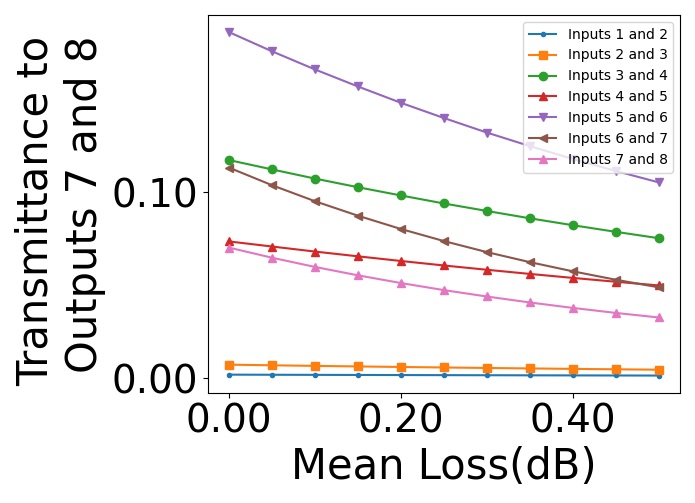 Transmittance to
Outputs 7 and 8
0.10
0.00
0.00
0.20
0.40
Mean Loss(dB)
Inputs 1 and 2
Inputs 2 and 3
Inputs 3 and 4
Inputs 4 and 5
Inputs 5 and 6
Inputs 6 and 7
Inputs 7 and 8